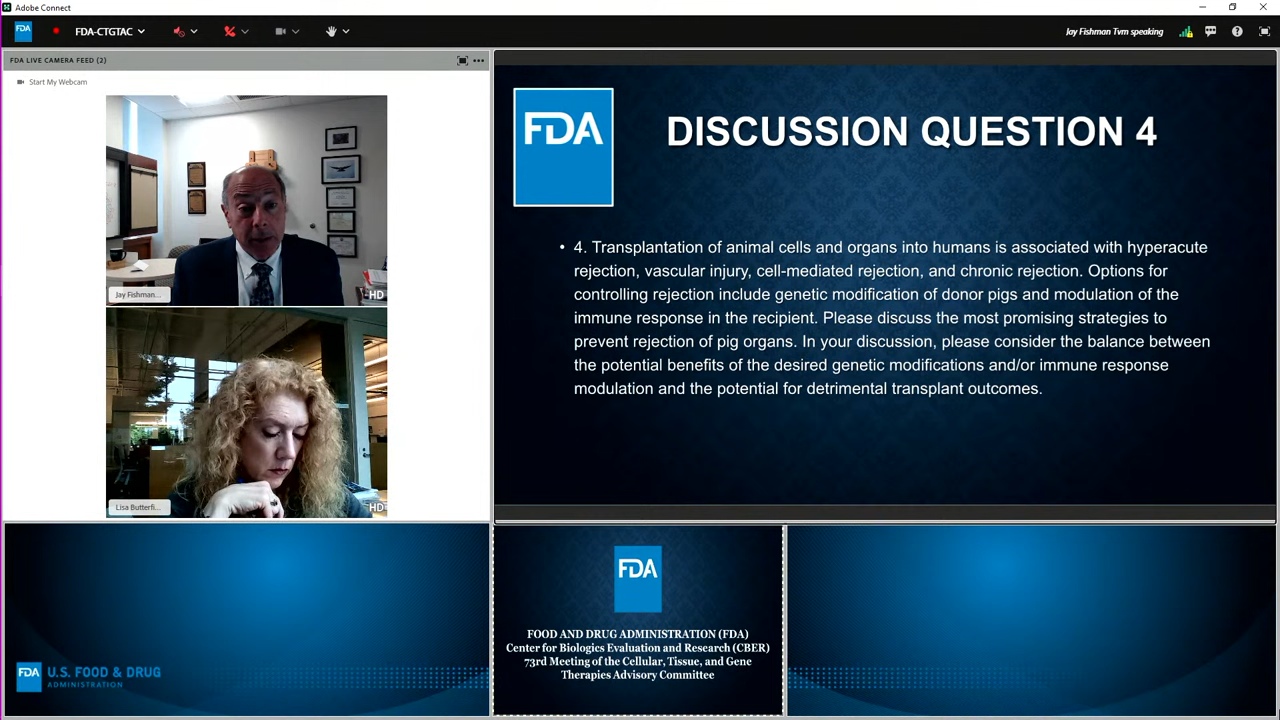 Adobe Connect
FDA
FDA-CTGTAC
Jay Fishman Tvm speaking
FDA LIVE CAMERA FEED (2)
Start My Webcam
Jay Fishman...
HD
Lisa Butterfi...
HD
FDA
DISCUSSION QUESTION 4
• 4. Transplantation of animal cells and organs into humans is associated with hyperacute
rejection, vascular injury, cell-mediated rejection, and chronic rejection. Options for
controlling rejection include genetic modification of donor pigs and modulation of the
immune response in the recipient. Please discuss the most promising strategies to
prevent rejection of pig organs. In your discussion, please consider the balance between
the potential benefits of the desired genetic modifications and/or immune response
modulation and the potential for detrimental transplant outcomes.
FDA
U.S. FOOD & DRUG
ADMINISTRATION
FDA
FOOD AND DRUG ADMINISTRATION (FDA)
Center for Biologics Evaluation and Research (CBER)
73rd Meeting of the Cellular, Tissue, and Gene
Therapies Advisory Committee